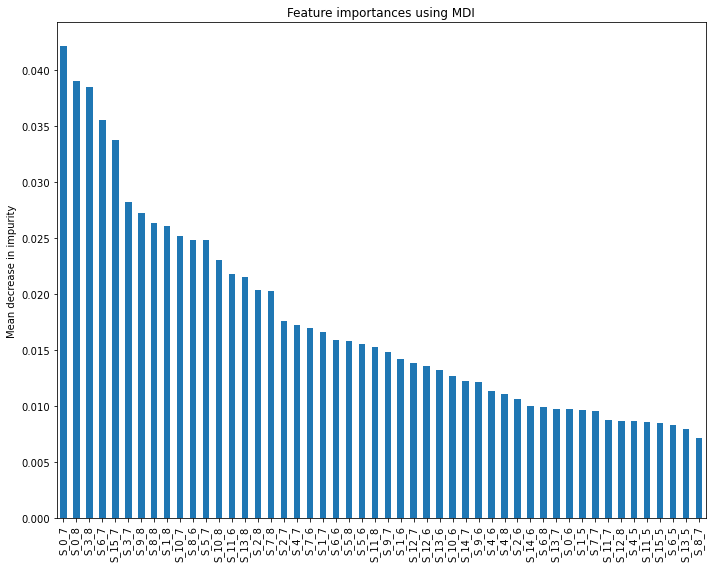 Feature importances using MDI
Mean decrease in impurity
0.040
0.035
0.030
0.025
0.020
0.015
0.010
0.005
0.000
S_0_7
S_0_8
S_3_8
S_6_7
S_15_7
S_3_7
S_9_8
S_8_8
S_1_8
S_10_7
S_8_6
S_5_7
S_10_8
S_11_6
S_13_8
S_2_8
S_7_8
S_2_7
S_4_7
S_7_6
S_1_7
S_6_6
S_5_8
S_5_6
S_11_8
S_9_7
S_1_6
S_12_7
S_12_6
S_13_6
S_10_6
S_14_7
S_9_6
S_4_6
S_4_8
S_2_6
S_14_6
S_6_8
S_13_7
S_0_6
S_1_5
S_7_7
S_11_7
S_12_8
S_4_5
S_11_5
S_15_5
S_6_5
S_13_5
S_8_7